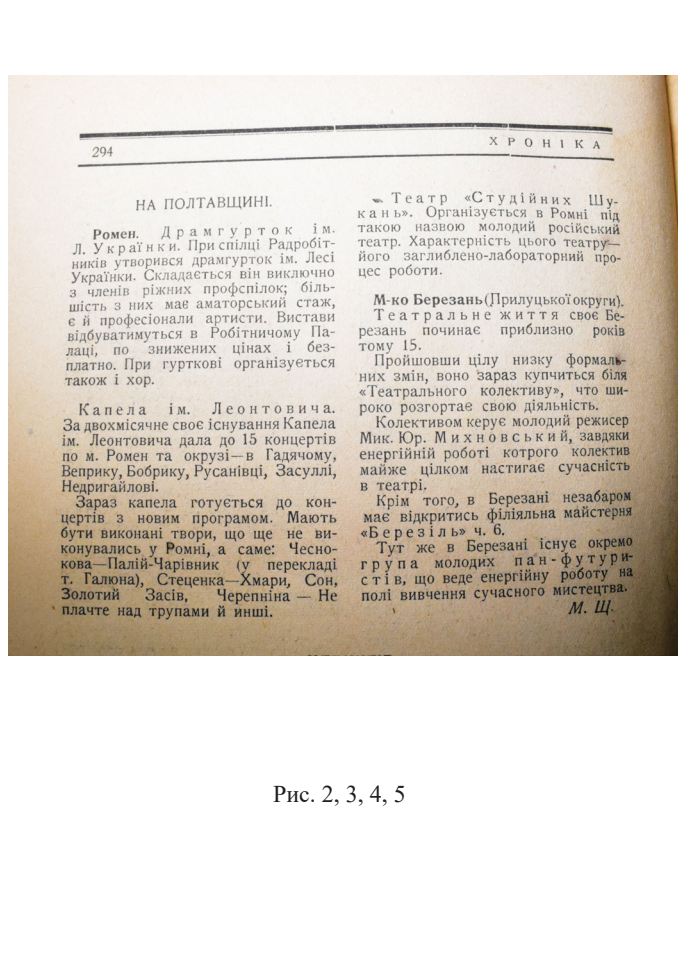 294
ХРОНІКА
НА ПОЛТАВЩИНІ.
Ромен. Драмгурток ім.
Л. Українки. При спілці Радробіт-
ників утворився драмгурток ім. Лесі
Українки. Складається він виключно
з членів ріжних профспілок; біль-
шість з них має аматорський стаж,
є й професіонали артисти. Вистави
відбуватимуться в Робітничому Па-
лаці, по знижених цінах і без-
платно. При гурткові організується
також і хор.
Капела ім. Леонтовича.
За двохмісячне своє існування Капела
ім. Леонтовича дала до 15 концертів
по м. Ромен та окрузі—в Гадячому,
Веприку, Бобрику, Русанівці, Засуллі,
Недригайлові.
Зараз капела готується до кон-
цертів з новим програмом. Мають
бути виконані твори, що ще не ви-
конувались у Ромні, а саме: Чесно-
кова—Палій-Чарівник (у перекладі
т. Галюна), Стеценка—Хмари, Сон,
Золотий Засів, Черепніна — Не
плачте над трупами й инші.
Театр «Студійних Шу-
кань». Організується в Ромні під
такою назвою молодий російський
театр. Характерність цього театру—
його заглиблено-лабораторний про-
цес роботи.
М-ко Березань (Прилуцької округи).
Театральне життя своє Бе-
резань починає приблизно років
тому 15.
Пройшовши цілу низку формаль-
них змін, воно зараз купчиться біля
«Театрального колективу», что ши-
роко розгортає свою діяльність.
Колективом керує молодий режисер
Мик. Юр. Михновський, завдяки
енергійній роботі котрого колектив
майже цілком настигає сучасність
в театрі.
Крім того, в Березані незабаром
має відкритись філіяльна майстерня
«Березіль» ч. 6.
Тут же в Березані існує окремо
група молодих пан-футури-
стів, що веде енергійну роботу на
полі вивчення сучасного мистецтва.
М. Щ.
Рис. 2, 3, 4, 5